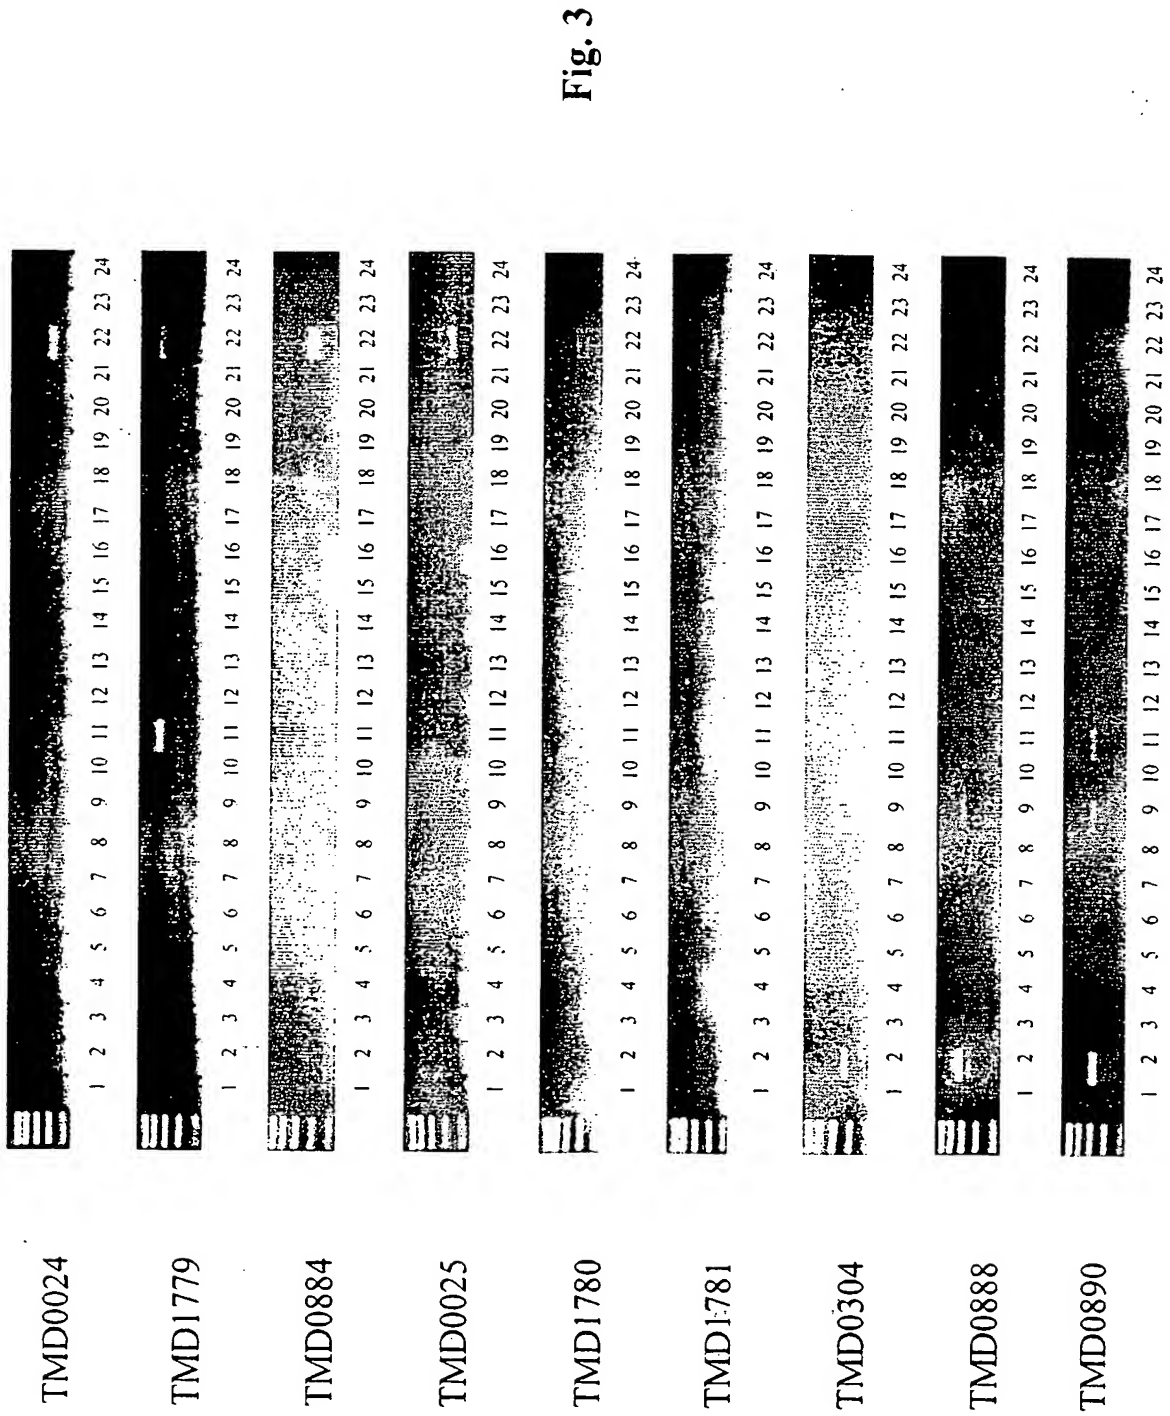 Fig. 3
TMD0024
1 2 3 4 5 6 7 8 9 10 11 12 13 14 15 16 17 18 19 20 21 22 23 24
TMD1779
1 2 3 4 5 6 7 8 9 10 11 12 13 14 15 16 17 18 19 20 21 22 23 24
TMD0884
1 2 3 4 5 6 7 8 9 10 11 12 13 14 15 16 17 18 19 20 21 22 23 24
TMD0025
1 2 3 4 5 6 7 8 9 10 11 12 13 14 15 16 17 18 19 20 21 22 23 24
TMD1780
1 2 3 4 5 6 7 8 9 10 11 12 13 14 15 16 17 18 19 20 21 22 23 24
TMD1781
1 2 3 4 5 6 7 8 9 10 11 12 13 14 15 16 17 18 19 20 21 22 23 24
TMD0304
1 2 3 4 5 6 7 8 9 10 11 12 13 14 15 16 17 18 19 20 21 22 23 24
TMD0888
1 2 3 4 5 6 7 8 9 10 11 12 13 14 15 16 17 18 19 20 21 22 23 24
TMD0890
1 2 3 4 5 6 7 8 9 10 11 12 13 14 15 16 17 18 19 20 21 22 23 24